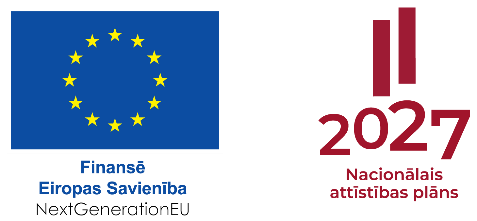 Finansē
Eiropas Savienība
NextGenerationEU
2027
Nacionālais
attīstības plāns